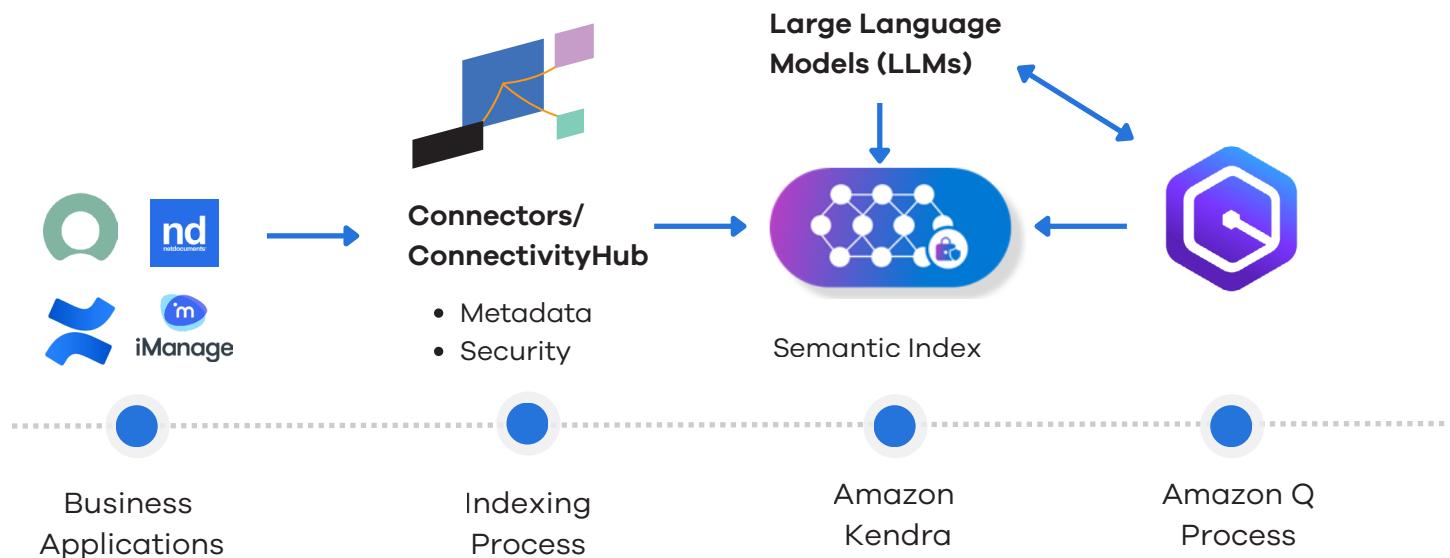 Large Language
Models (LLMs)
nd
netdocuments
im
iManage
Connectors/
ConnectivityHub
• Metadata
• Security
Semantic Index
Business
Applications
Indexing
Process
Amazon
Kendra
Amazon Q
Process